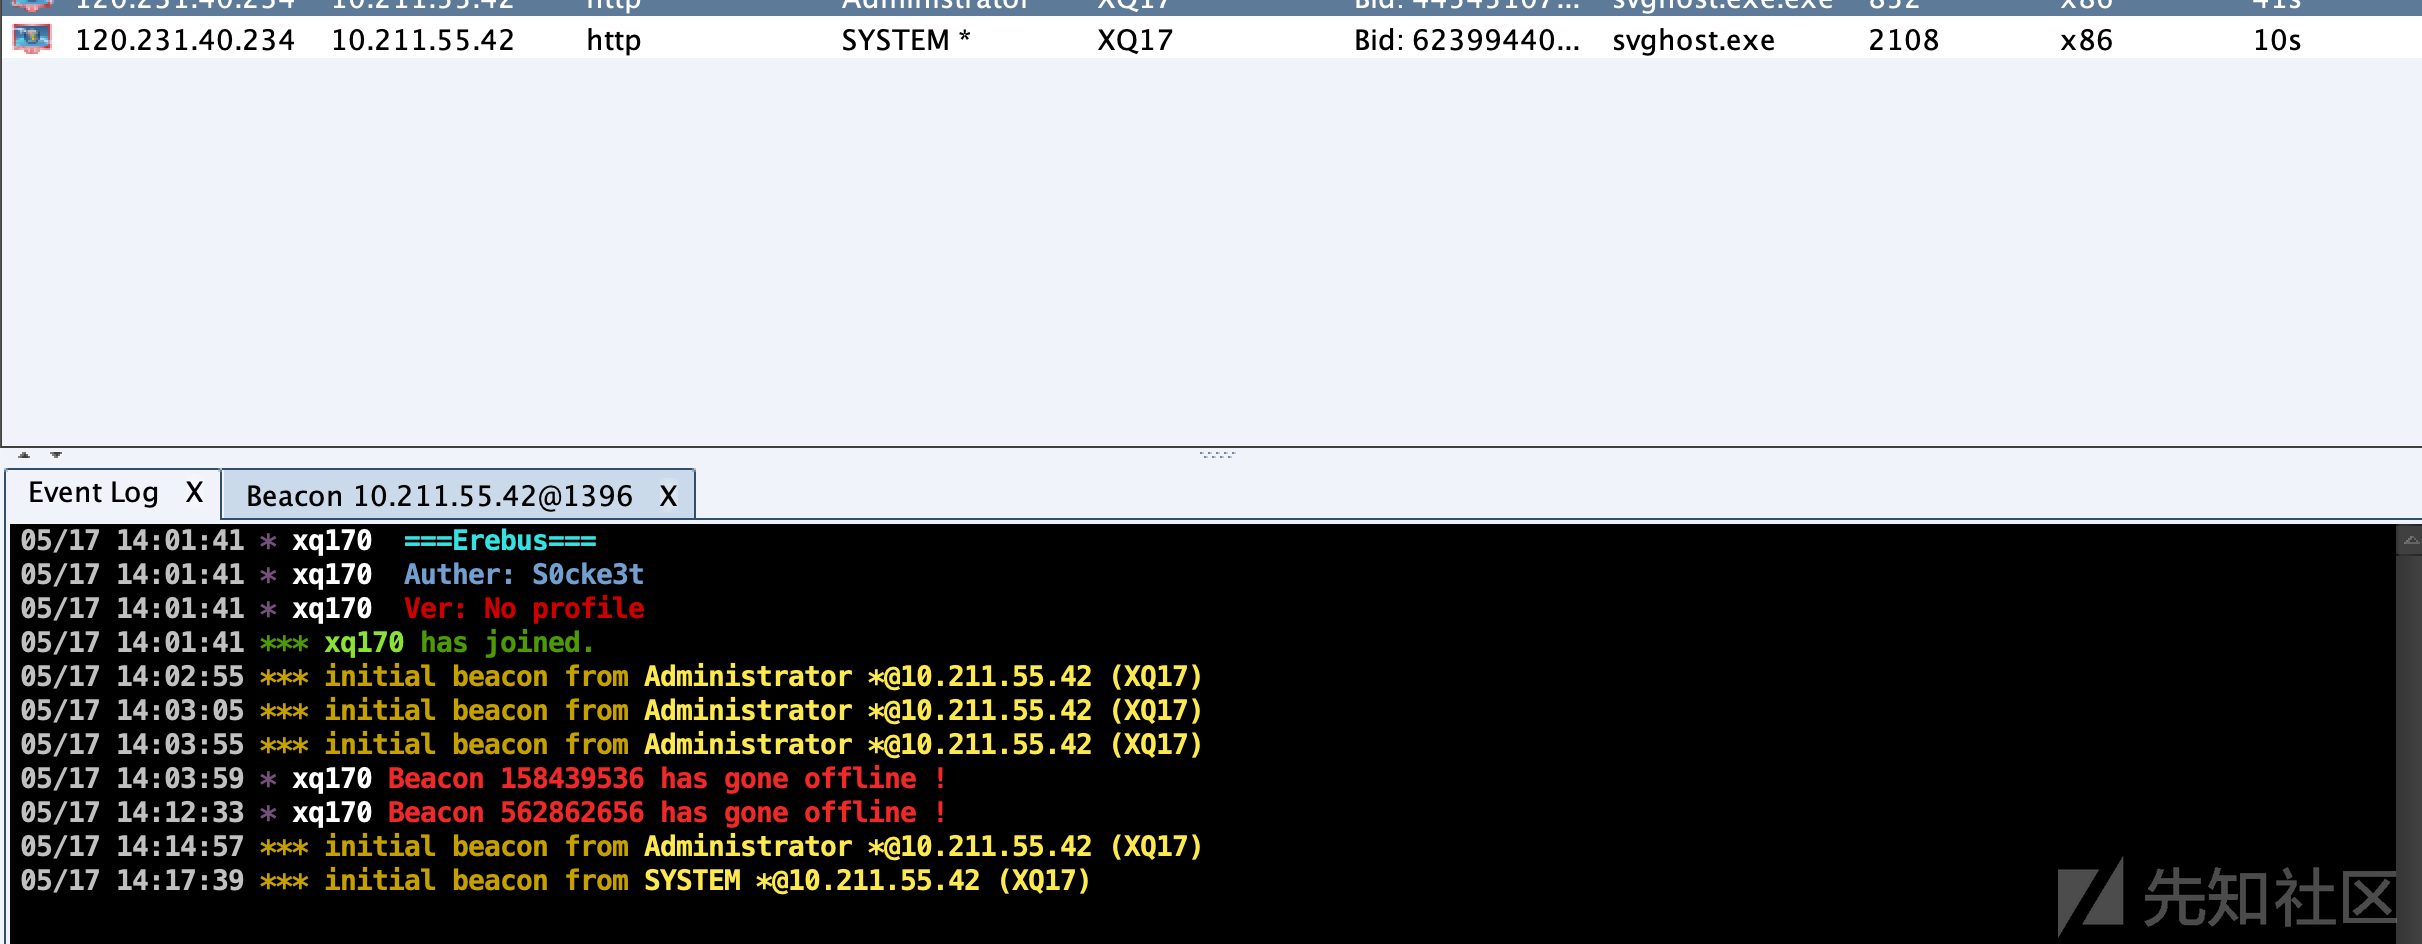 120.231.40.234 10.211.55.42 http Administrator XQ17 svghost.exe.exe 41s
120.231.40.234 10.211.55.42 http SYSTEM * XQ17 Bid: 62399440... svghost.exe 2108 x86 10s
Event Log X Beacon 10.211.55.42@1396 X
05/17 14:01:41 * xq170 ===Erebus===
05/17 14:01:41 * xq170 Auther: S0cke3t
05/17 14:01:41 * xq170 Ver: No profile
05/17 14:01:41 *** xq170 has joined.
05/17 14:02:55 *** initial beacon from Administrator *@10.211.55.42 (XQ17)
05/17 14:03:05 *** initial beacon from Administrator *@10.211.55.42 (XQ17)
05/17 14:03:55 *** initial beacon from Administrator *@10.211.55.42 (XQ17)
05/17 14:03:59 * xq170 Beacon 158439536 has gone offline !
05/17 14:12:33 * xq170 Beacon 562862656 has gone offline !
05/17 14:14:57 *** initial beacon from Administrator *@10.211.55.42 (XQ17)
05/17 14:17:39 *** initial beacon from SYSTEM *@10.211.55.42 (XQ17)
先知社区